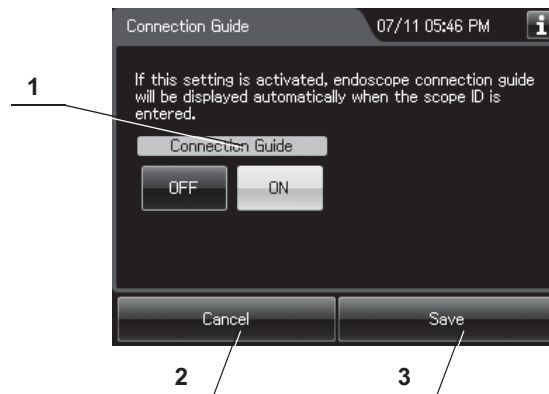 Connection Guide 07/11 05:46 PM i
1
If this setting is activated, endoscope connection guide
will be displayed automatically when the scope ID is
entered.
Connection Guide
OFF ON
Cancel Save
2 3